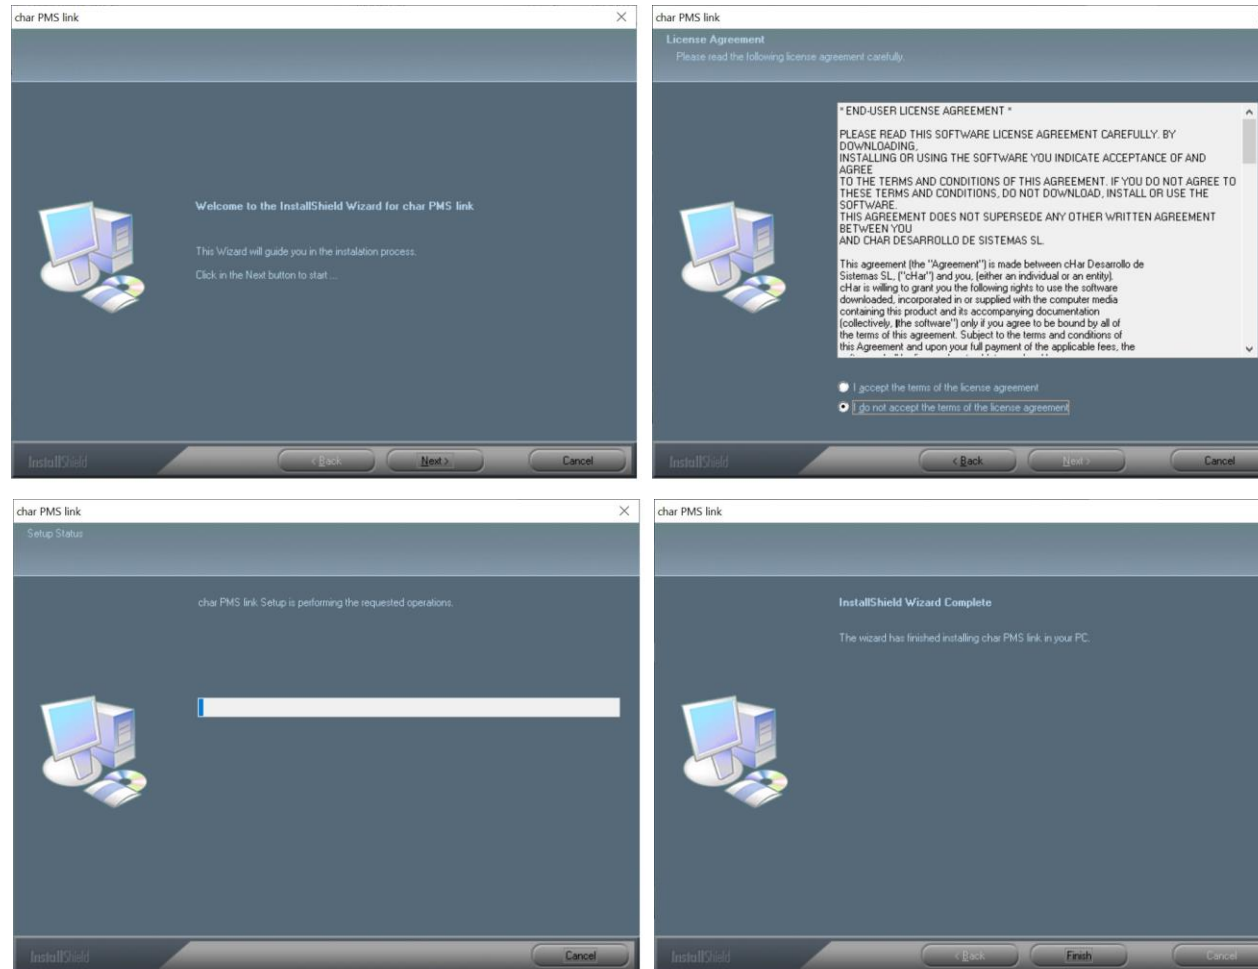 char PMS link
Welcome to the InstallShield Wizard for char PMS link
This Wizard will guide you in the instalation process.
Click in the Next button to start ...
InstallShield
< Back
Next >
Cancel
char PMS link
License Agreement
Please read the following license agreement carefully.
* END-USER LICENSE AGREEMENT *
PLEASE READ THIS SOFTWARE LICENSE AGREEMENT CAREFULLY. BY
DOWNLOADING,
INSTALLING OR USING THE SOFTWARE YOU INDICATE ACCEPTANCE OF AND
AGREE
TO THE TERMS AND CONDITIONS OF THIS AGREEMENT. IF YOU DO NOT AGREE TO
THESE TERMS AND CONDITIONS, DO NOT DOWNLOAD, INSTALL OR USE THE
SOFTWARE.
THIS AGREEMENT DOES NOT SUPERSEDE ANY OTHER WRITTEN AGREEMENT
BETWEEN YOU
AND CHAR DESARROLLO DE SISTEMAS SL.
This agreement (the "Agreement") is made between cHar Desarrollo de
Sistemas SL, ("cHar") and you, (either an individual or an entity).
cHar is willing to grant you the following rights to use the software
downloaded, incorporated in or supplied with the computer media
containing this product and its accompanying documentation
(collectively, the software") only if you agree to be bound by all of
the terms of this agreement. Subject to the terms and conditions of
this Agreement and upon your full payment of the applicable fees, the
I accept the terms of the license agreement
I do not accept the terms of the license agreement
InstallShield
< Back
Next >
Cancel
char PMS link
Setup Status
char PMS link Setup is performing the requested operations.
InstallShield
Cancel
char PMS link
InstallShield Wizard Complete
The wizard has finished installing char PMS link in your PC.
InstallShield
< Back
Finish
Cancel